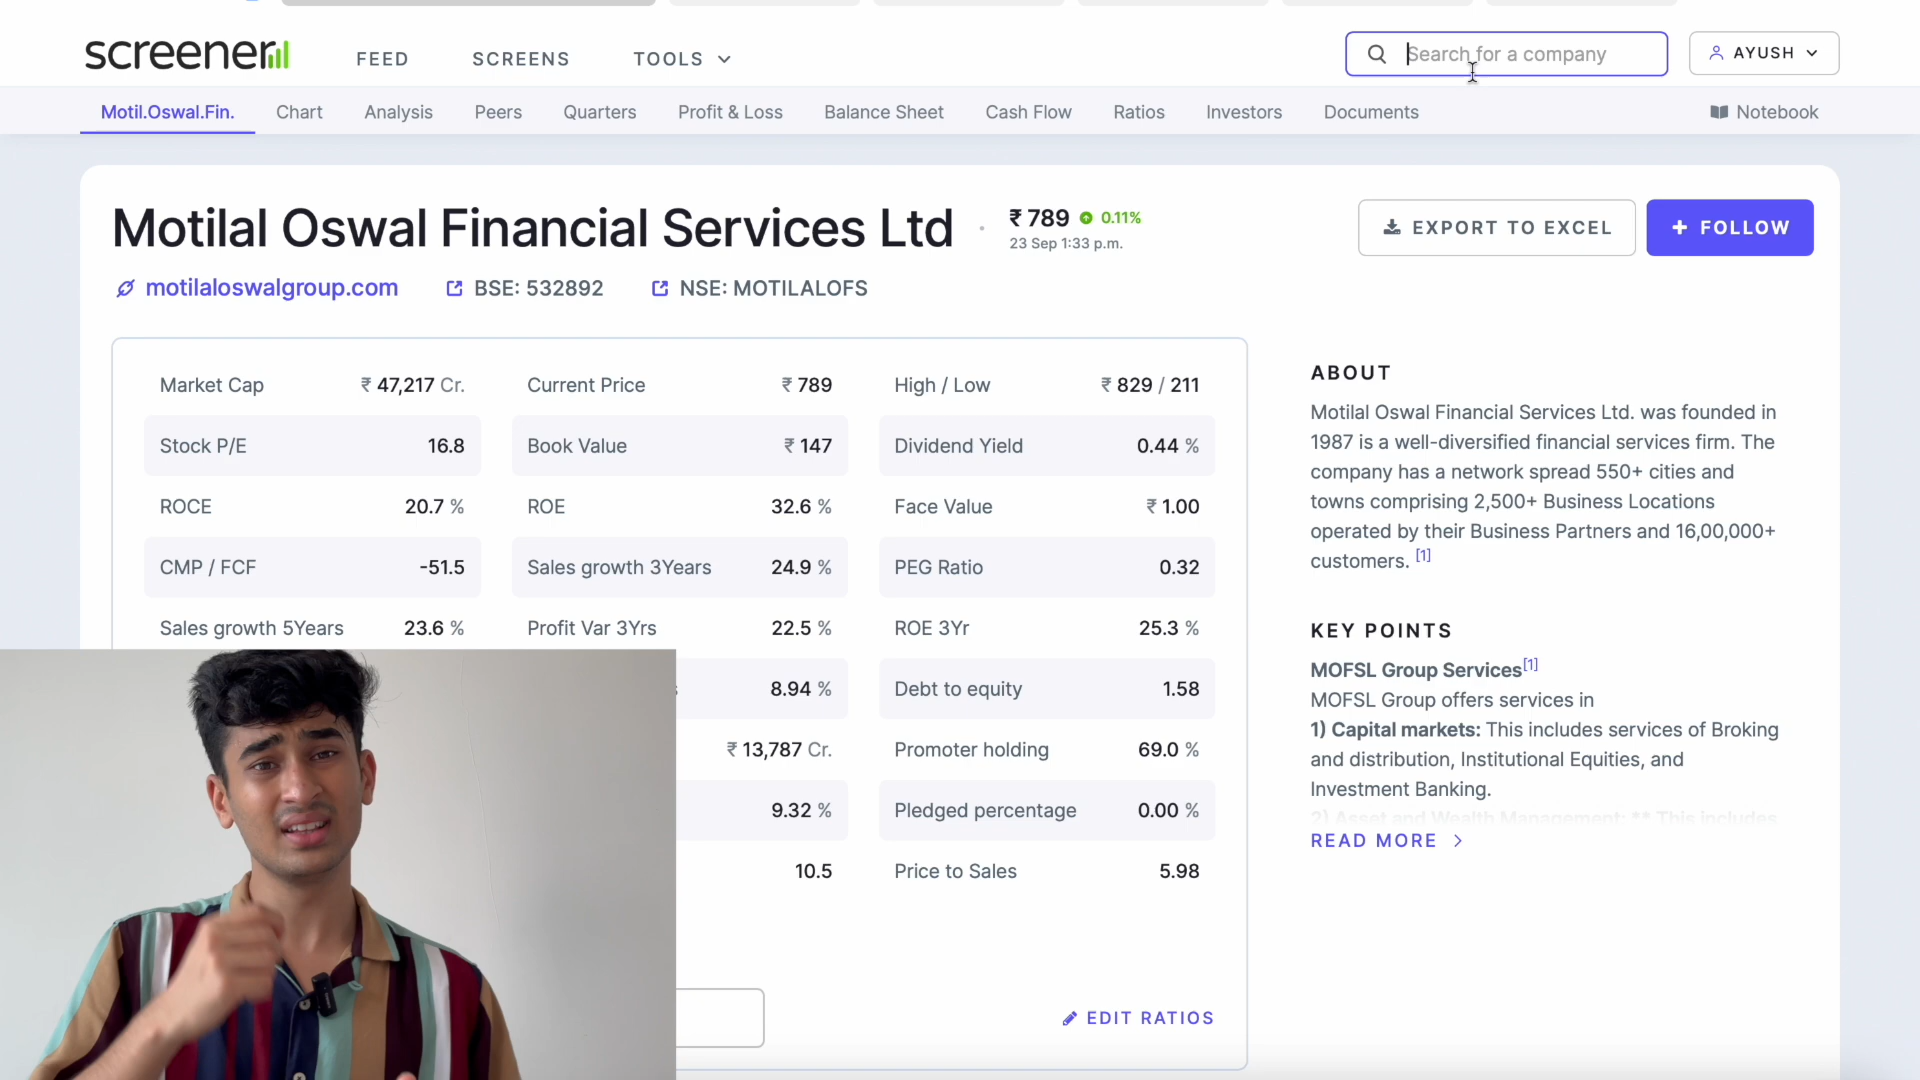 screener
FEED
SCREENS
TOOLS
Search for a company
AYUSH
Motil.Oswal.Fin.
Chart
Analysis
Peers
Quarters
Profit & Loss
Balance Sheet
Cash Flow
Ratios
Investors
Documents
Notebook
Motilal Oswal Financial Services Ltd
₹ 789 0.11%
23 Sep 1:33 p.m.
EXPORT TO EXCEL
+ FOLLOW
motilaloswalgroup.com
BSE: 532892
NSE: MOTILALOFS
Market Cap ₹ 47,217 Cr.
Current Price ₹ 789
High / Low ₹ 829 / 211
Stock P/E 16.8
Book Value ₹ 147
Dividend Yield 0.44 %
ROCE 20.7 %
ROE 32.6 %
Face Value ₹ 1.00
CMP / FCF -51.5
Sales growth 3Years 24.9 %
PEG Ratio 0.32
Sales growth 5Years 23.6 %
Profit Var 3Yrs 22.5 %
ROE 3Yr 25.3 %
8.94 %
Debt to equity 1.58
₹ 13,787 Cr.
Promoter holding 69.0 %
9.32 %
Pledged percentage 0.00 %
10.5
Price to Sales 5.98
EDIT RATIOS
ABOUT
Motilal Oswal Financial Services Ltd. was founded in
1987 is a well-diversified financial services firm. The
company has a network spread 550+ cities and
towns comprising 2,500+ Business Locations
operated by their Business Partners and 16,00,000+
customers. [1]
KEY POINTS
MOFSL Group Services[1]
MOFSL Group offers services in
1) Capital markets: This includes services of Broking
and distribution, Institutional Equities, and
Investment Banking.
2) Asset and Wealth Management: ** This includes
READ MORE